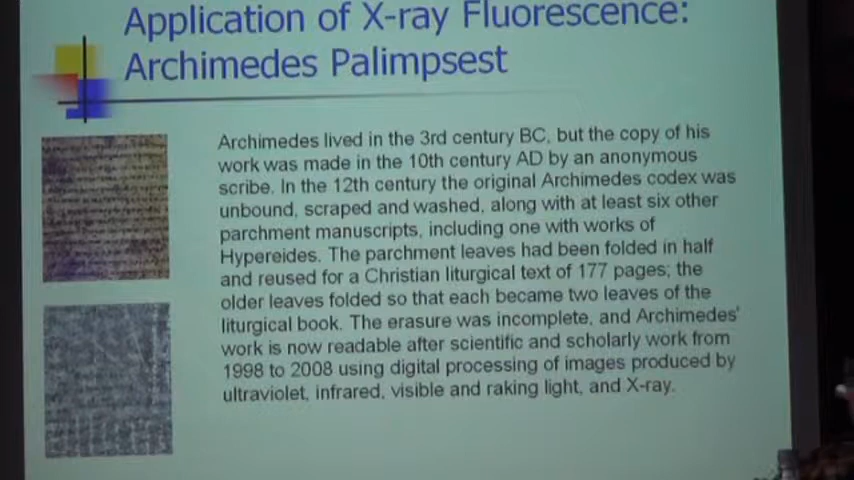 Application of X-ray Fluorescence:
Archimedes Palimpsest
Archimedes lived in the 3rd century BC, but the copy of his
work was made in the 10th century AD by an anonymous
scribe. In the 12th century the original Archimedes codex was
unbound, scraped and washed, along with at least six other
parchment manuscripts, including one with works of
Hypereides. The parchment leaves had been folded in half
and reused for a Christian liturgical text of 177 pages; the
older leaves folded so that each became two leaves of the
liturgical book. The erasure was incomplete, and Archimedes'
work is now readable after scientific and scholarly work from
1998 to 2008 using digital processing of images produced by
ultraviolet, infrared, visible and raking light, and X-ray.